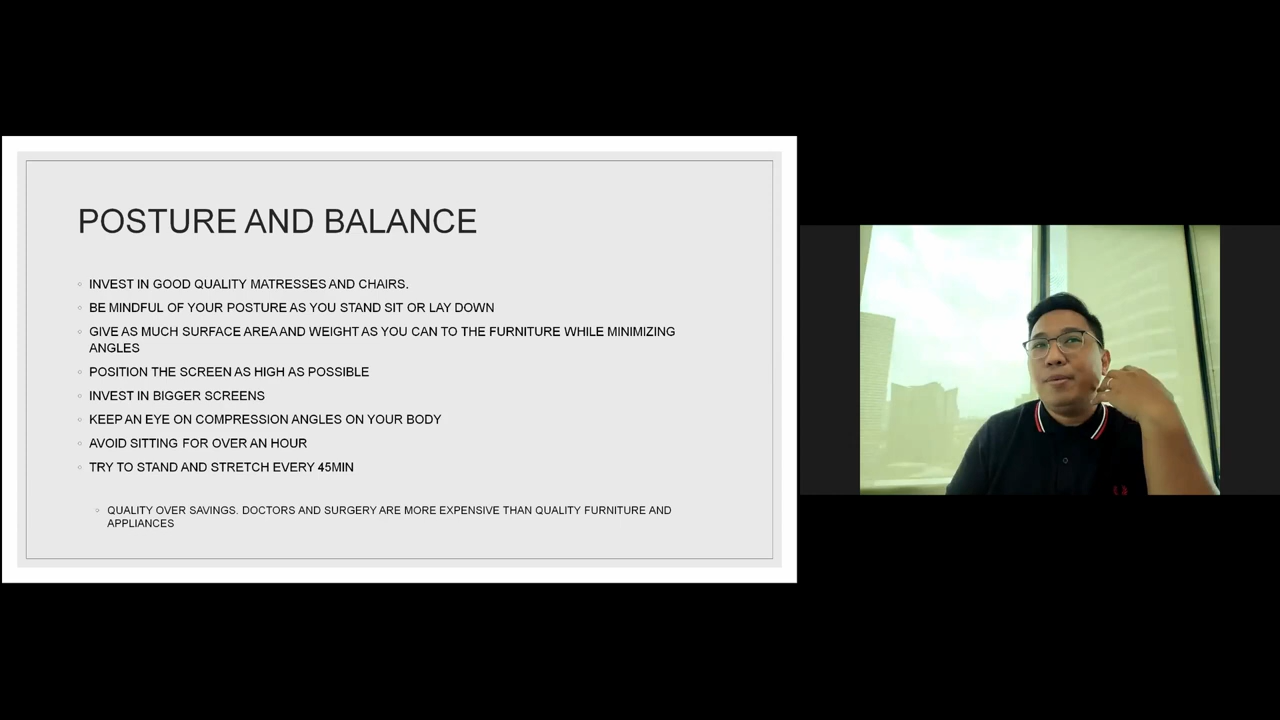 POSTURE AND BALANCE
INVEST IN GOOD QUALITY MATRESSES AND CHAIRS.
BE MINDFUL OF YOUR POSTURE AS YOU STAND SIT OR LAY DOWN
GIVE AS MUCH SURFACE AREA AND WEIGHT AS YOU CAN TO THE FURNITURE WHILE MINIMIZING
ANGLES
POSITION THE SCREEN AS HIGH AS POSSIBLE
INVEST IN BIGGER SCREENS
KEEP AN EYE ON COMPRESSION ANGLES ON YOUR BODY
AVOID SITTING FOR OVER AN HOUR
TRY TO STAND AND STRETCH EVERY 45MIN
QUALITY OVER SAVINGS. DOCTORS AND SURGERY ARE MORE EXPENSIVE THAN QUALITY FURNITURE AND
APPLIANCES